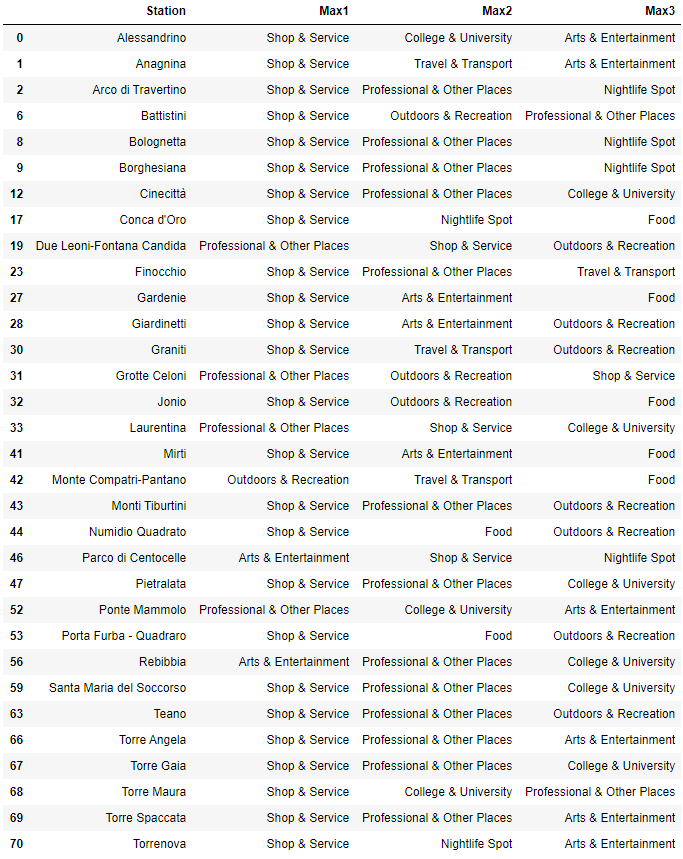 Station Max1 Max2 Max3
0 Alessandrino Shop & Service College & University Arts & Entertainment
1 Anagnina Shop & Service Travel & Transport Arts & Entertainment
2 Arco di Travertino Shop & Service Professional & Other Places Nightlife Spot
6 Battistini Shop & Service Outdoors & Recreation Professional & Other Places
8 Bolognetta Shop & Service Professional & Other Places Nightlife Spot
9 Borghesiana Shop & Service Professional & Other Places Nightlife Spot
12 Cinecittà Shop & Service Professional & Other Places College & University
17 Conca d'Oro Shop & Service Nightlife Spot Food
19 Due Leoni-Fontana Candida Professional & Other Places Shop & Service Outdoors & Recreation
23 Finocchio Shop & Service Professional & Other Places Travel & Transport
27 Gardenie Shop & Service Arts & Entertainment Food
28 Giardinetti Shop & Service Arts & Entertainment Outdoors & Recreation
30 Graniti Shop & Service Travel & Transport Outdoors & Recreation
31 Grotte Celoni Professional & Other Places Outdoors & Recreation Shop & Service
32 Jonio Shop & Service Outdoors & Recreation Food
33 Laurentina Professional & Other Places Shop & Service College & University
41 Mirti Shop & Service Arts & Entertainment Food
42 Monte Compatri-Pantano Outdoors & Recreation Travel & Transport Food
43 Monti Tiburtini Shop & Service Professional & Other Places Outdoors & Recreation
44 Numidio Quadrato Shop & Service Food Outdoors & Recreation
46 Parco di Centocelle Arts & Entertainment Shop & Service Nightlife Spot
47 Pietralata Shop & Service Professional & Other Places College & University
52 Ponte Mammolo Professional & Other Places College & University Arts & Entertainment
53 Porta Furba - Quadraro Shop & Service Food Outdoors & Recreation
56 Rebibbia Arts & Entertainment Professional & Other Places College & University
59 Santa Maria del Soccorso Shop & Service Professional & Other Places College & University
63 Teano Shop & Service Professional & Other Places Outdoors & Recreation
66 Torre Angela Shop & Service Professional & Other Places Arts & Entertainment
67 Torre Gaia Shop & Service Professional & Other Places College & University
68 Torre Maura Shop & Service College & University Professional & Other Places
69 Torre Spaccata Shop & Service Professional & Other Places Arts & Entertainment
70 Torrenova Shop & Service Nightlife Spot Arts & Entertainment